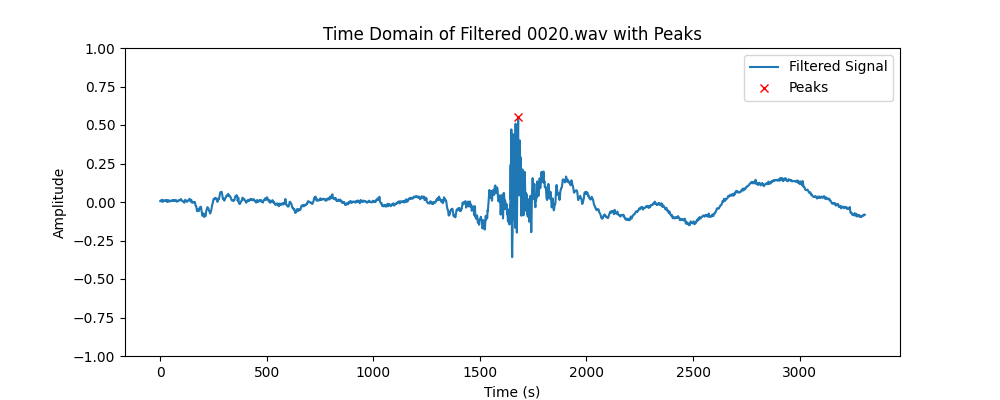 Time Domain of Filtered 0020.wav with Peaks
1.00
0.75
0.50
0.25
0.00
−0.25
−0.50
−0.75
−1.00
Amplitude
Filtered Signal
Peaks
0 500 1000 1500 2000 2500 3000
Time (s)